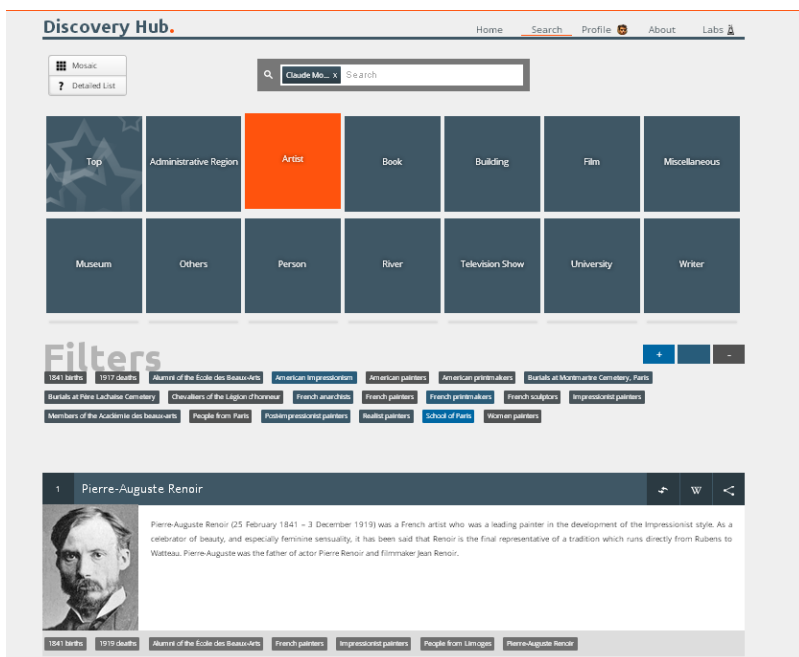 Discovery Hub.
Home Search Profile About Labs
Mosaic
? Detailed List
Claude Mo... x Search
Top Administrative Region Artist Book Building Film Miscellaneous
Museum Others Person River Television Show University Writer
Filters
+ -
1841 births 1917 deaths Alumni of the École des Beaux-Arts American Impressionism American painters American printmakers Burials at Montmartre Cemetery, Paris
Burials at Père Lachaise Cemetery Chevaliers of the Légion d'honneur French anarchists French painters French printmakers French sculptors Impressionist painters
Members of the Académie des beaux-arts People from Paris Post-impressionist painters Realist painters School of Paris Women painters
1 Pierre-Auguste Renoir W
Pierre-Auguste Renoir (25 February 1841 – 3 December 1919) was a French artist who was a leading painter in the development of the Impressionist style. As a
celebrator of beauty, and especially feminine sensuality, it has been said that Renoir is the final representative of a tradition which runs directly from Rubens to
Watteau. Pierre-Auguste was the father of actor Pierre Renoir and filmmaker Jean Renoir.
1841 births 1919 deaths Alumni of the École des Beaux-Arts French painters Impressionist painters People from Limoges Pierre-Auguste Renoir